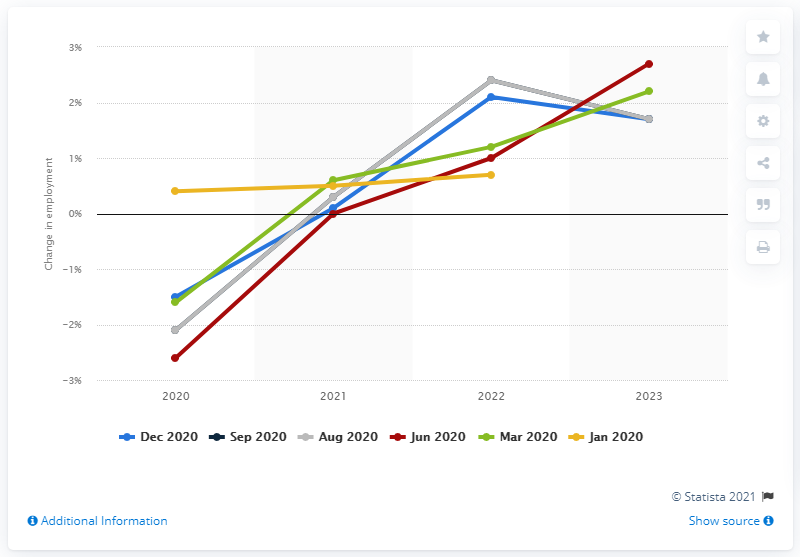 3%
2%
1%
0%
−1%
−2%
−3%
Change in employment
2020 2021 2022 2023
Dec 2020 Sep 2020 Aug 2020 Jun 2020 Mar 2020 Jan 2020
© Statista 2021
Additional Information Show source